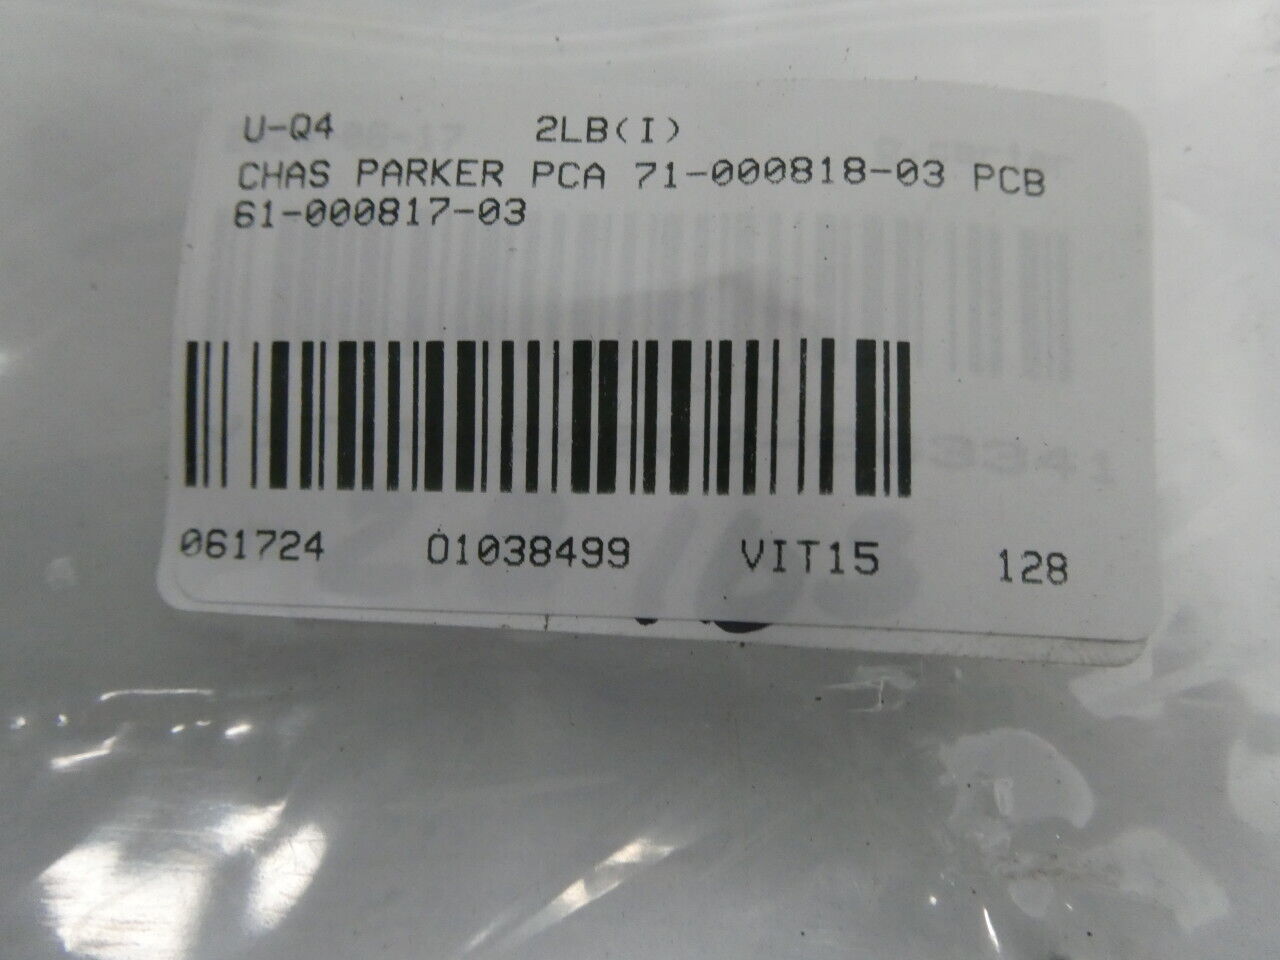 U-Q4 2LB(I)
CHAS PARKER PCA 71-000818-03 PCB
61-000817-03
061724 01038499 VIT15 128